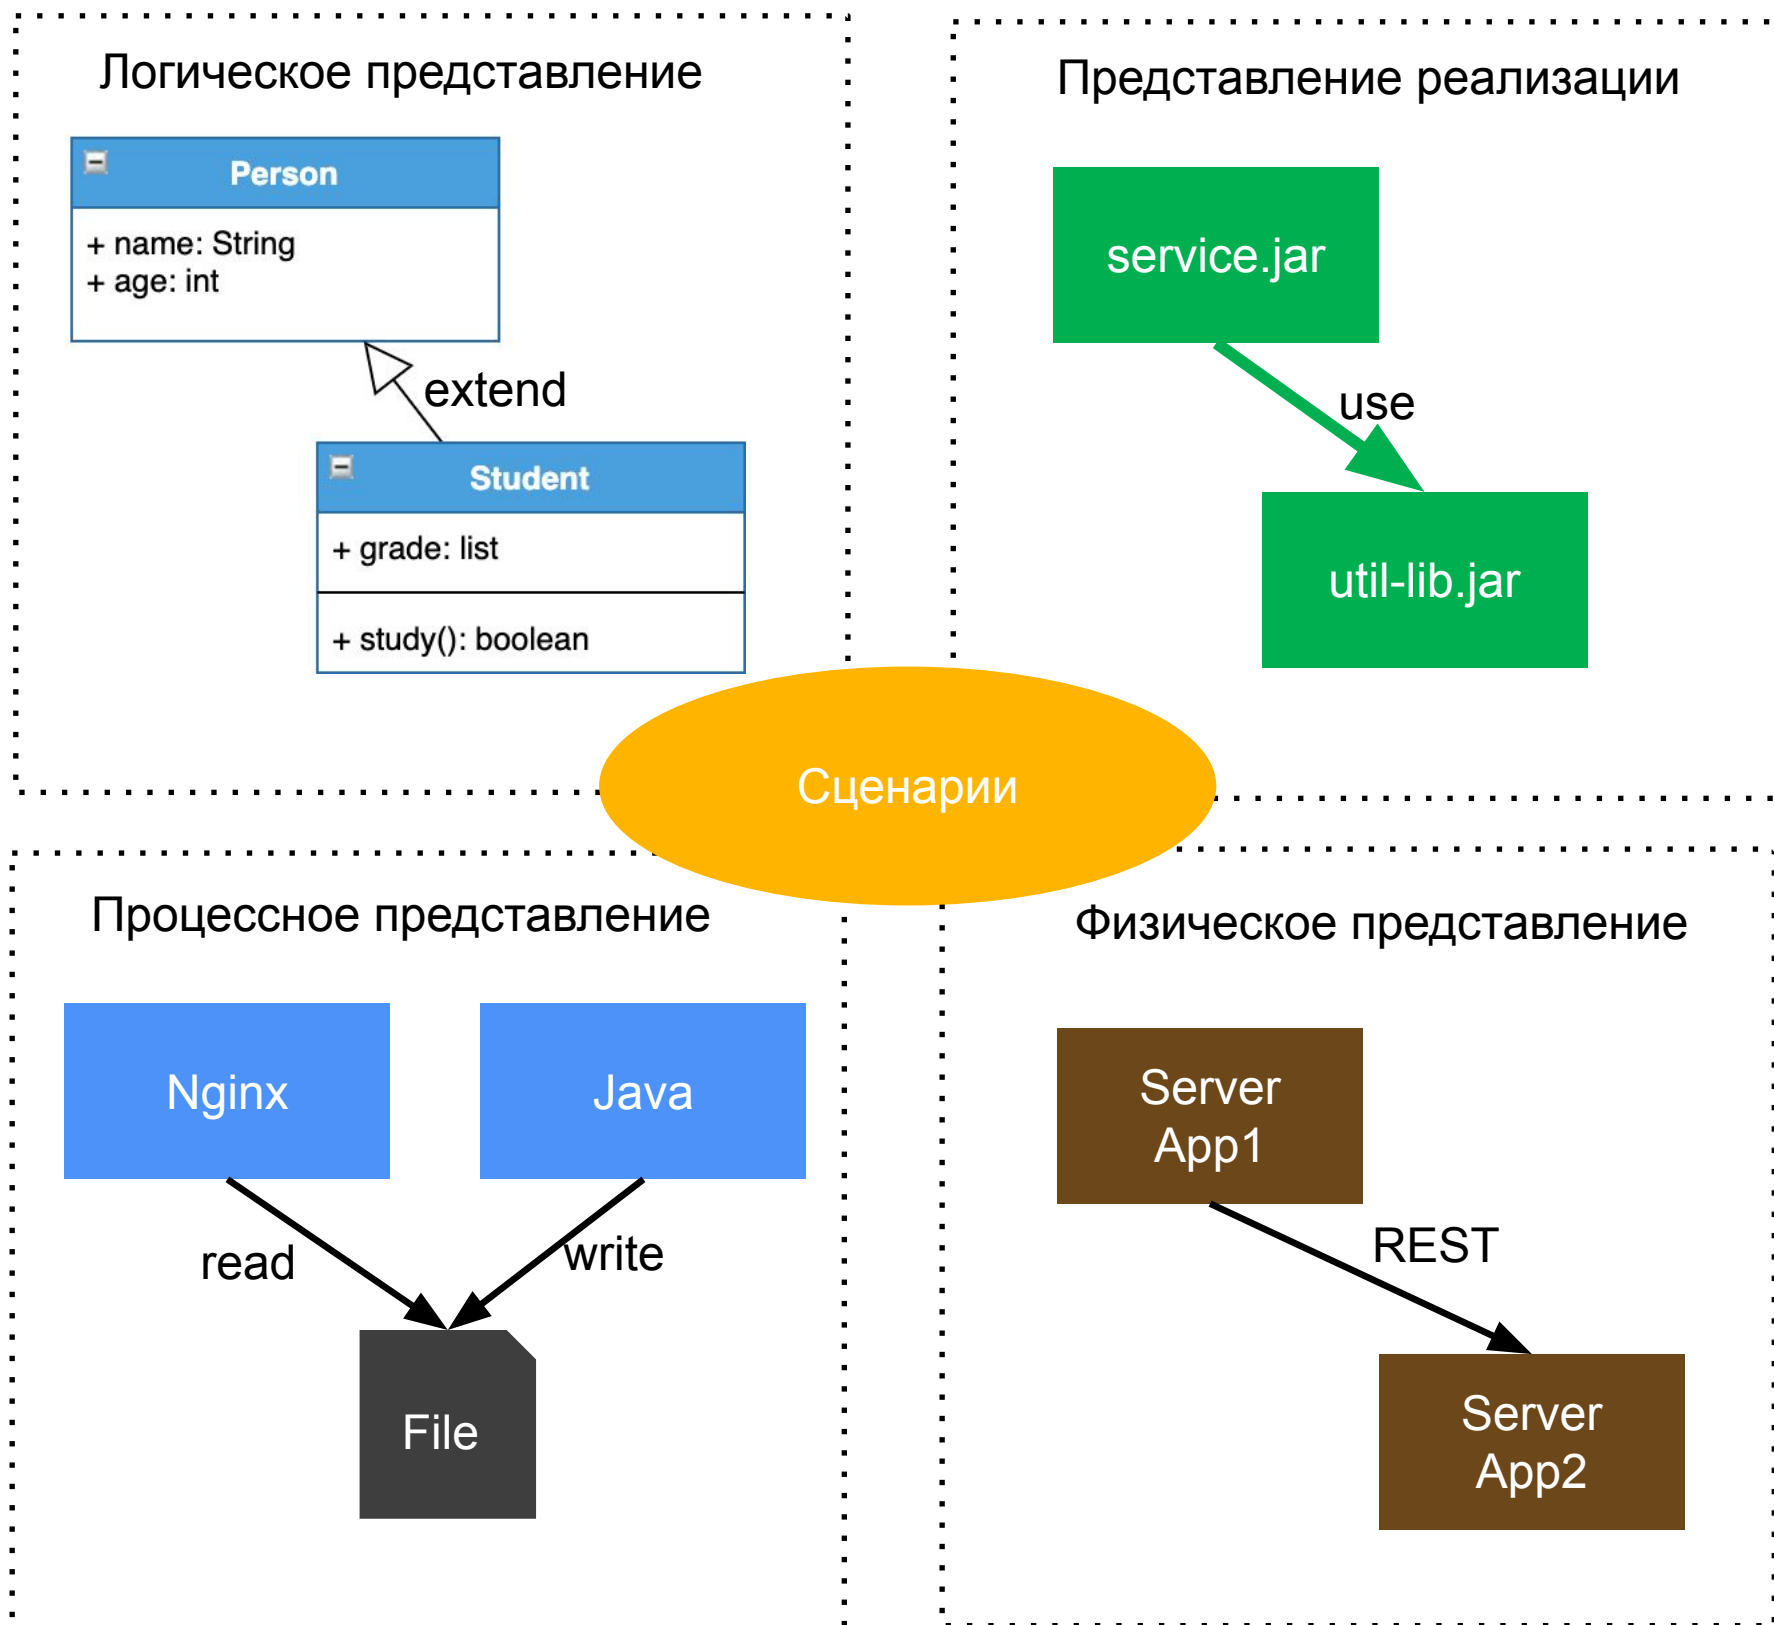 Логическое представление
Person
+ name: String
+ age: int
extend
Student
+ grade: list
+ study(): boolean
Представление реализации
service.jar
use
util-lib.jar
Сценарии
Процессное представление
Nginx
Java
read
write
File
Физическое представление
Server
App1
REST
Server
App2